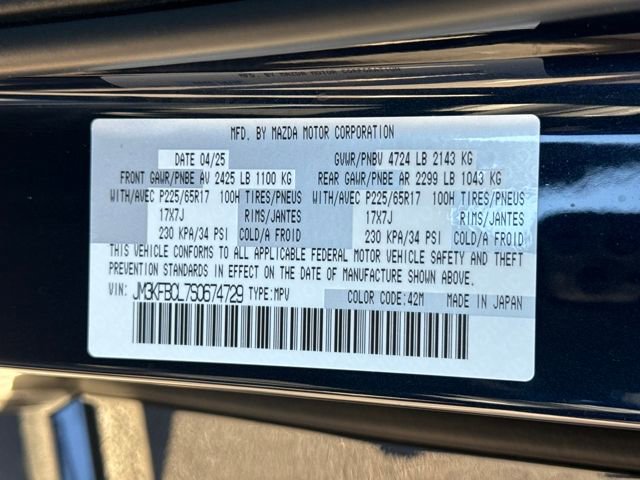 MFD. BY MAZDA MOTOR CORPORATION
DATE 04/25 GVWR/PNBV 4724 LB 2143 KG
FRONT GAWR/PNBE AV 2425 LB 1100 KG REAR GAWR/PNBE AR 2299 LB 1043 KG
WITH/AVEC P225/65R17 100H TIRES/PNEUS WITH/AVEC P225/65R17 100H TIRES/PNEUS
17X7J RIMS/JANTES 17X7J RIMS/JANTES
230 KPA/34 PSI COLD/A FROID 230 KPA/34 PSI COLD/A FROID
THIS VEHICLE CONFORMS TO ALL APPLICABLE FEDERAL MOTOR VEHICLE SAFETY AND THEFT
PREVENTION STANDARDS IN EFFECT ON THE DATE OF MANUFACTURE SHOWN ABOVE.
VIN: JM3KFBCL7S0674729 TYPE:MPV COLOR CODE:42M MADE IN JAPAN